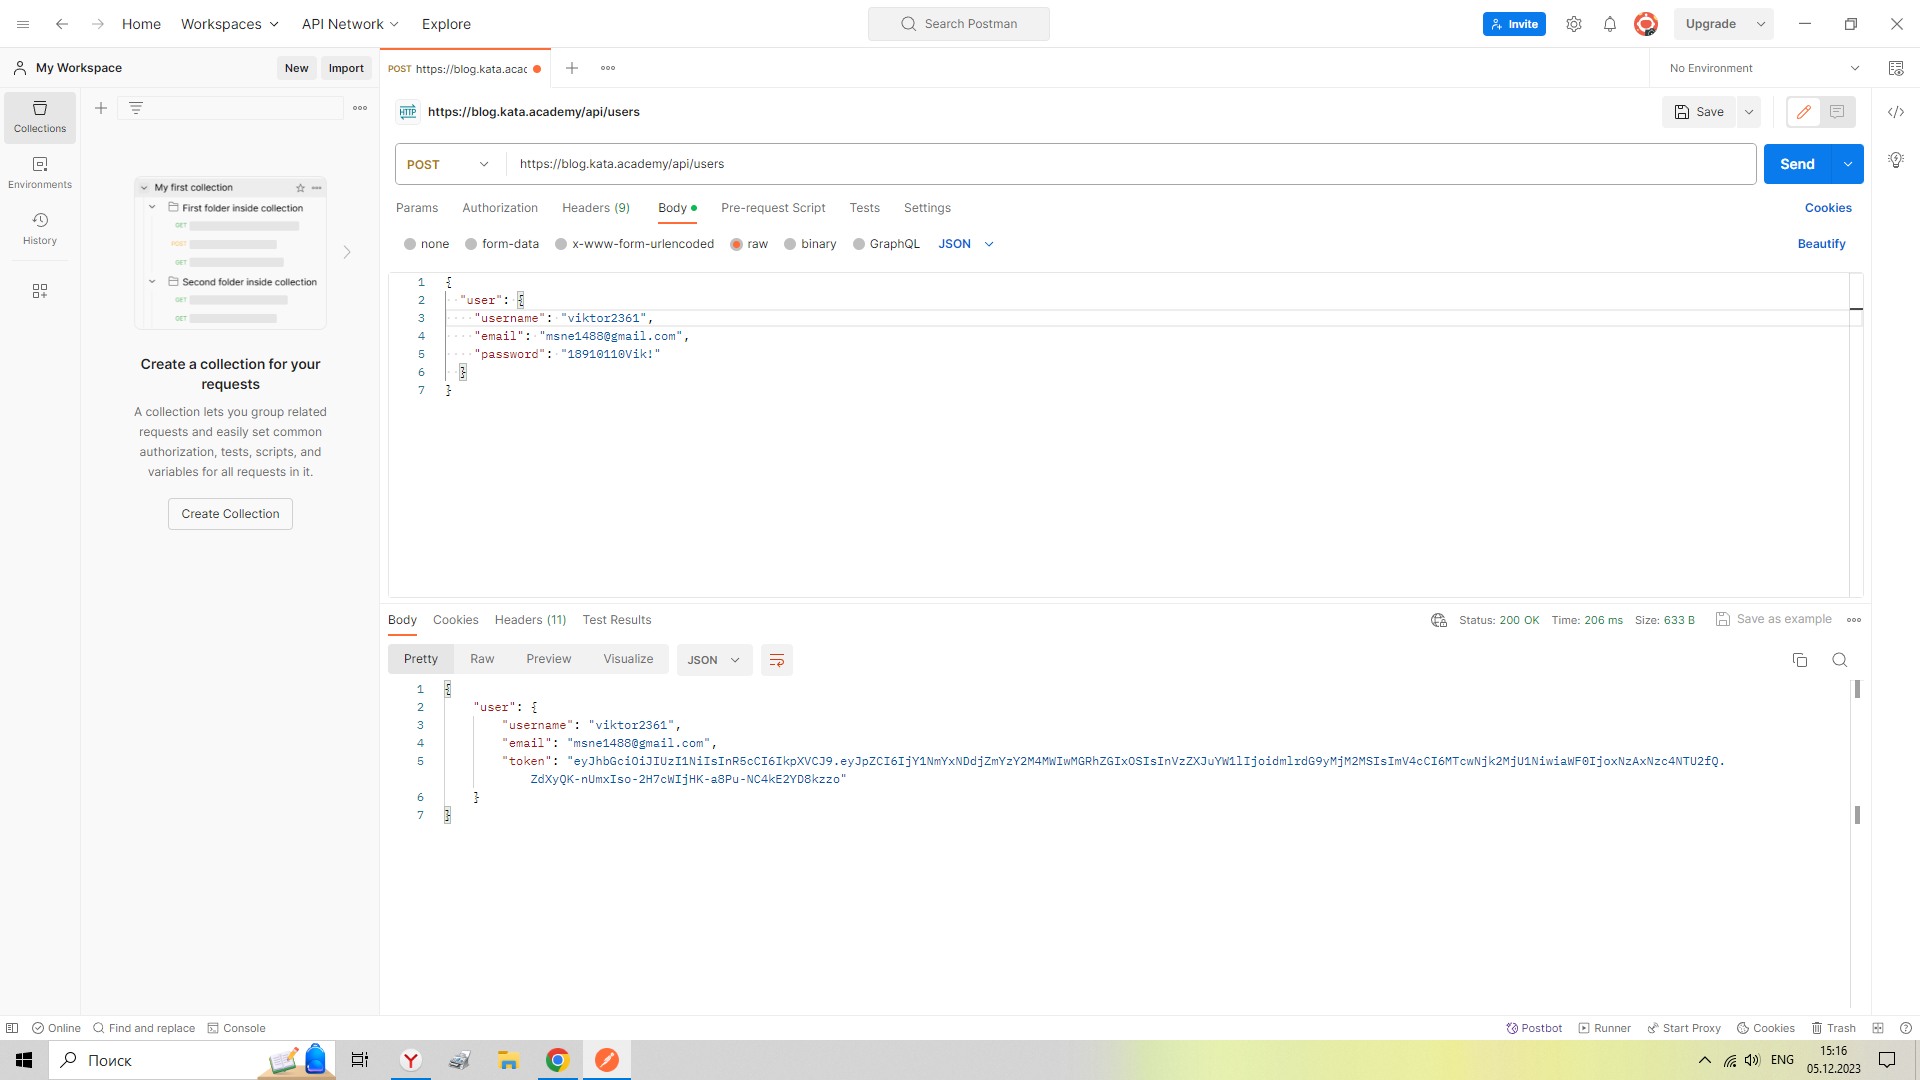 Home Workspaces API Network Explore Search Postman Invite Upgrade
My Workspace New Import POST https://blog.kata.acac No Environment
HTTP https://blog.kata.academy/api/users Save
Collections
Environments
History
My first collection
First folder inside collection
GET
POST
GET
Second folder inside collection
GET
GET
Create a collection for your
requests
A collection lets you group related
requests and easily set common
authorization, tests, scripts, and
variables for all requests in it.
Create Collection
POST https://blog.kata.academy/api/users Send
Params Authorization Headers (9) Body Pre-request Script Tests Settings Cookies
none form-data x-www-form-urlencoded raw binary GraphQL JSON Beautify
1 {
2 "user": {
3 "username": "viktor2361",
4 "email": "msne1488@gmail.com",
5 "password": "18910110Vik!"
6 }
7 }
Body Cookies Headers (11) Test Results Status: 200 OK Time: 206 ms Size: 633 B Save as example
Pretty Raw Preview Visualize JSON
1 {
2 "user": {
3 "username": "viktor2361",
4 "email": "msne1488@gmail.com",
5 "token": "eyJhbGciOiJIUzI1NiIsInR5cCI6IkpXVCJ9.eyJpZCI6IjY1NmYxNDdjZmYzY2M4MWIwMGRhZGIxOSIsInVzZXJuYW1lIjoidmlrdG9yMjM2MSIsImV4cCI6MTcwNjk2MjU1NiwiaWF0IjoxNzAxNzc4NTU2fQ.
ZdXyQK-nUmxIso-2H7cWIjHK-a8Pu-NC4kE2YD8kzzo"
6 }
7 }
Online Find and replace Console Postbot Runner Start Proxy Cookies Trash
Поиск ENG 15:16
05.12.2023